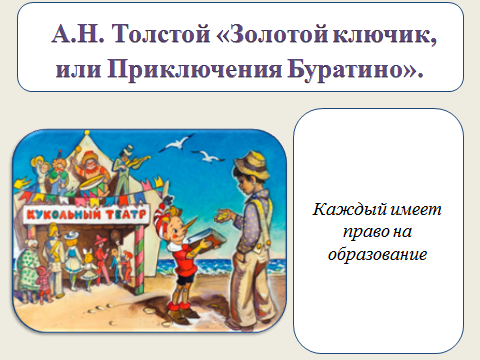 А.Н. Толстой «Золотой ключик,
или Приключения Буратино».
КУКОЛЬНЫЙ ТЕАТР
Каждый имеет
право на
образование